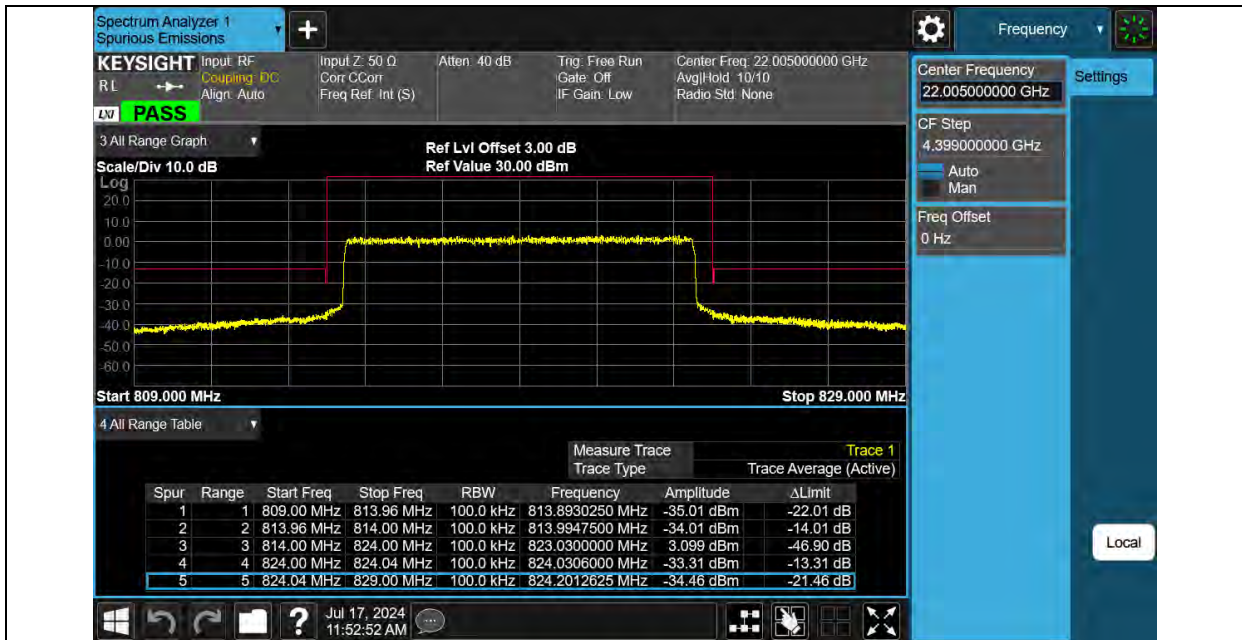 Spectrum Analyzer 1
Spurious Emissions
Frequency
KEYSIGHT
RL
LXI PASS
Input: RF
Coupling: DC
Align: Auto
Input Z: 50 Ω
Corr CCorr
Freq Ref: Int (S)
Atten: 40 dB
Trig: Free Run
Gate: Off
IF Gain: Low
Center Freq: 22.005000000 GHz
Avg|Hold: 10/10
Radio Std: None
Center Frequency
22.005000000 GHz
Settings
CF Step
4.399000000 GHz
Auto
Man
Freq Offset
0 Hz
3 All Range Graph
Ref Lvl Offset 3.00 dB
Scale/Div 10.0 dB
Ref Value 30.00 dBm
Log
20.0
10.0
0.00
-10.0
-20.0
-30.0
-40.0
-50.0
-60.0
Start 809.000 MHz
Stop 829.000 MHz
4 All Range Table
Measure Trace Trace 1
Trace Type Trace Average (Active)
Spur Range Start Freq Stop Freq RBW Frequency Amplitude ΔLimit
1 1 809.00 MHz 813.96 MHz 100.0 kHz 813.8930250 MHz -35.01 dBm -22.01 dB
2 2 813.96 MHz 814.00 MHz 100.0 kHz 813.9947500 MHz -34.01 dBm -14.01 dB
3 3 814.00 MHz 824.00 MHz 100.0 kHz 823.0300000 MHz 3.099 dBm -46.90 dB
4 4 824.00 MHz 824.04 MHz 100.0 kHz 824.0306000 MHz -33.31 dBm -13.31 dB
5 5 824.04 MHz 829.00 MHz 100.0 kHz 824.2012625 MHz -34.46 dBm -21.46 dB
Local
Jul 17, 2024
11:52:52 AM